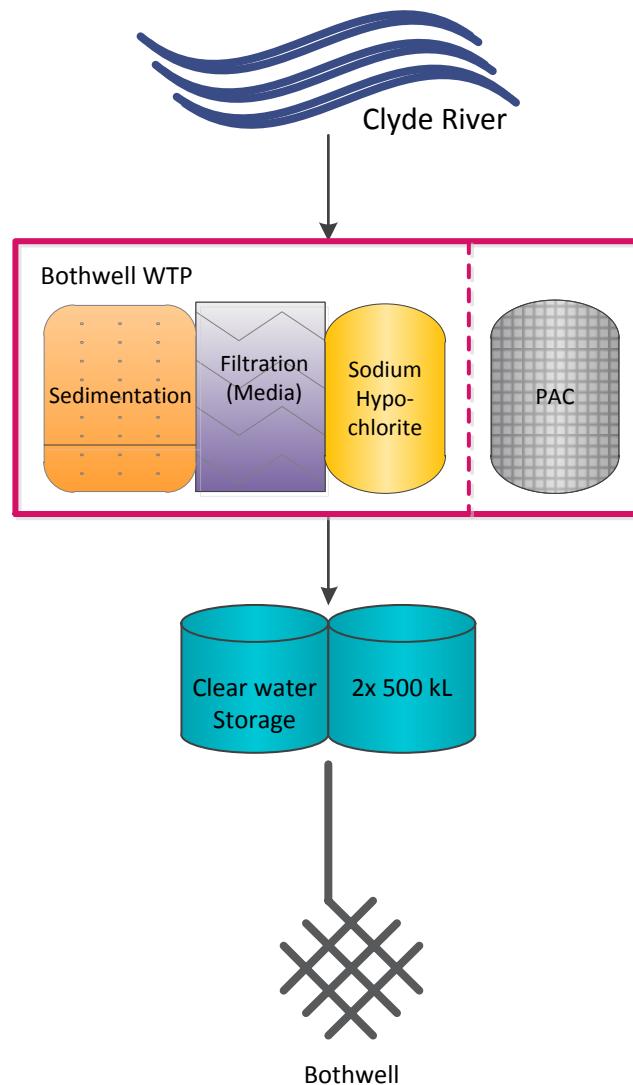 Clyde River
Bothwell WTP
Sedimentation
Filtration
(Media)
Sodium
Hypo-
chlorite
PAC
Clear water
Storage
2x 500 kL
Bothwell